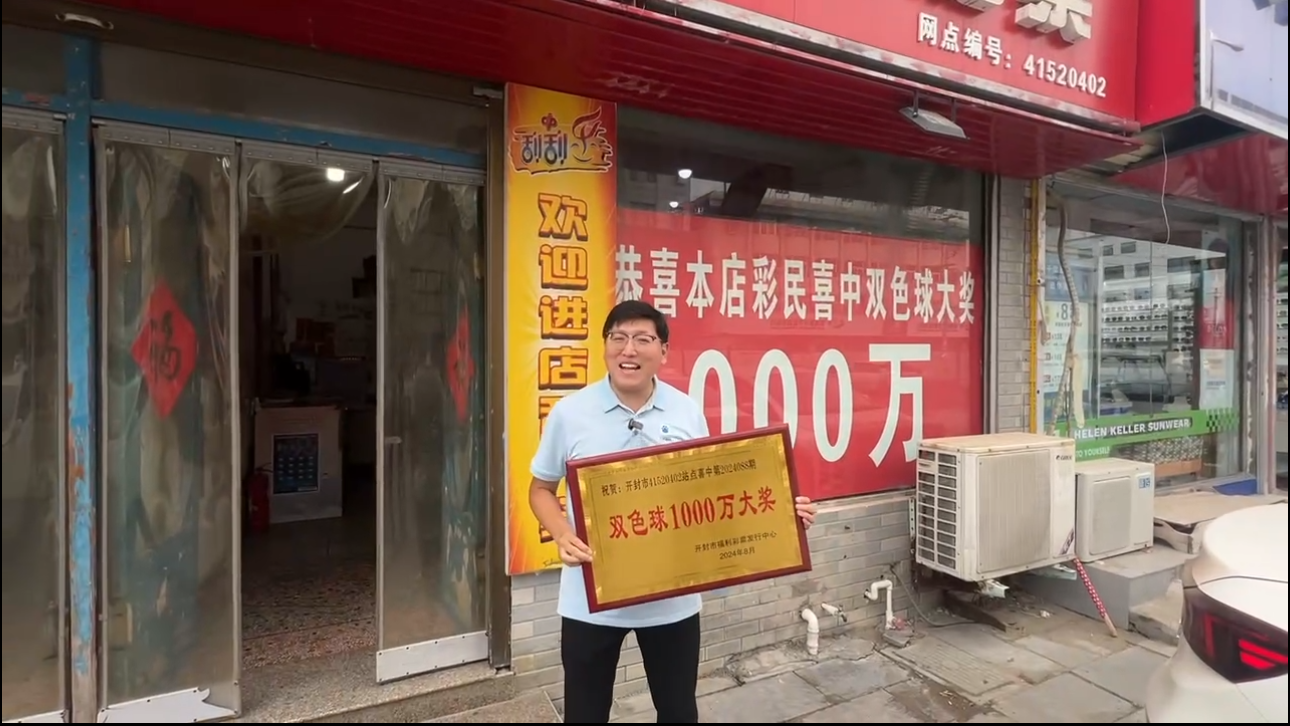 网点编号：41520402
刮刮乐
欢迎进店
恭喜本店彩民喜中双色球大奖
000万
福
祝贺：开封市41520402站点喜中第2024088期
双色球1000万大奖
开封市福利彩票发行中心
2024年8月
HELEN KELLER SUNWEAR
TO YOURSELF